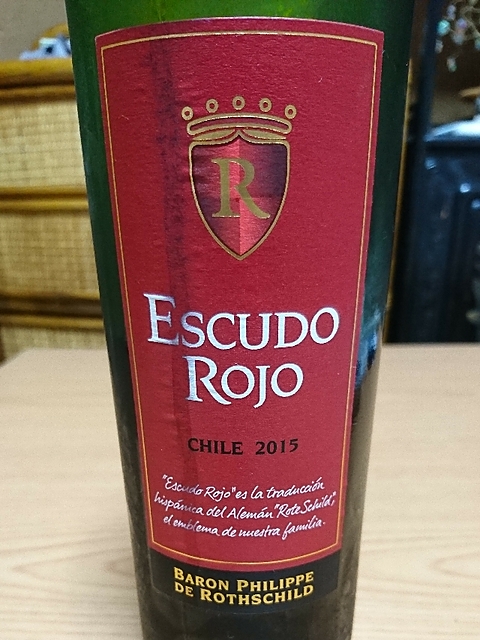 R
ESCUDO
ROJO
CHILE 2015
"Escudo Rojo" es la traducción
hispánica del Alemán "Rote Schild",
el emblema de nuestra familia.
BARON PHILIPPE
DE ROTHSCHILD